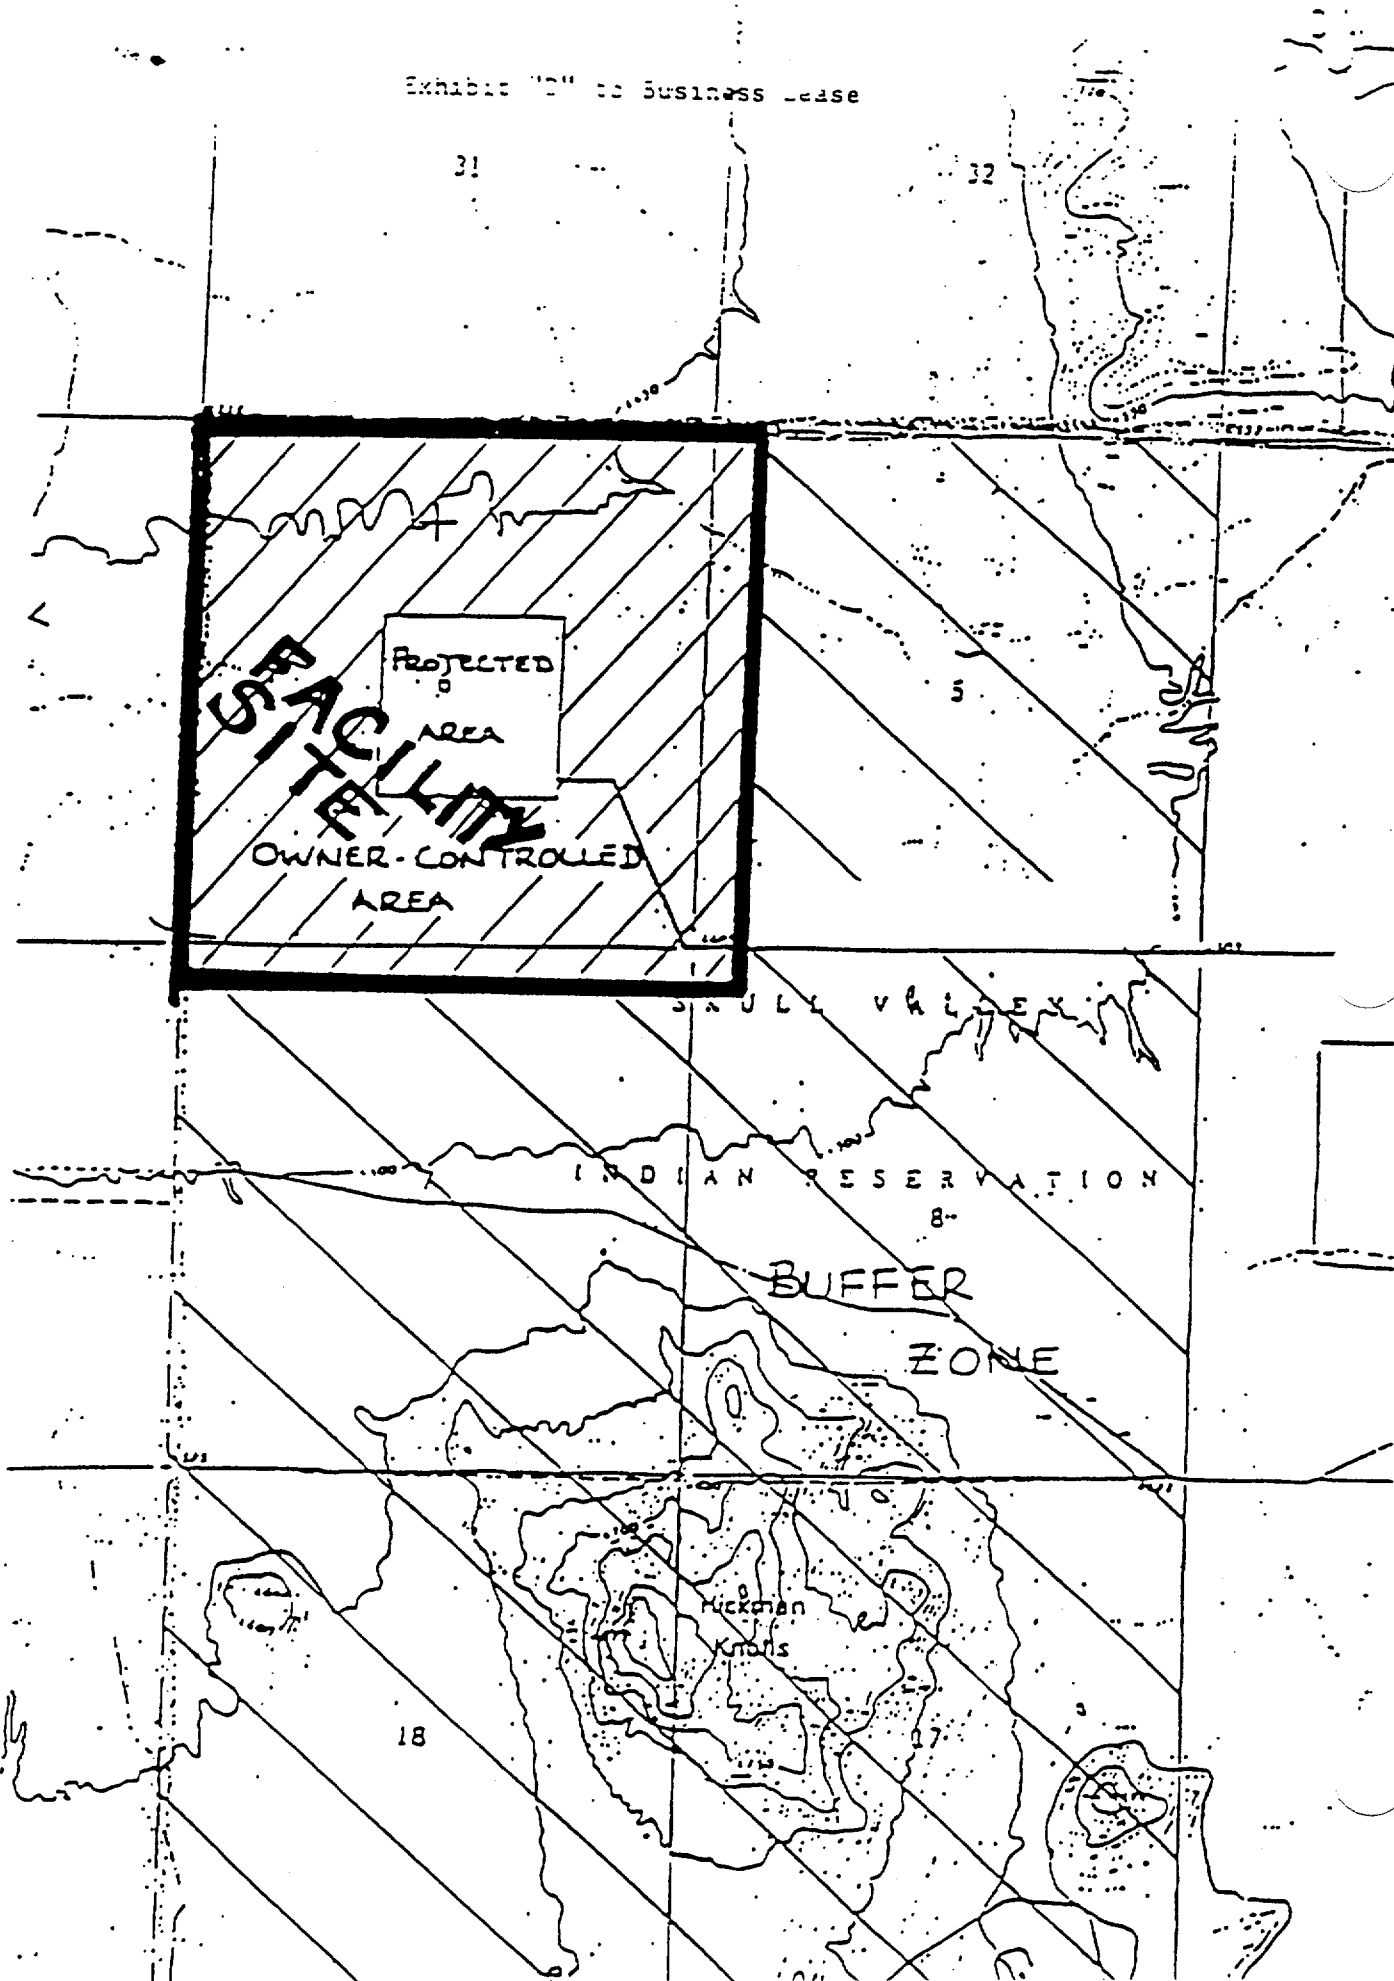 Exhibit to Business Lease
31
32
PROTECTED
AREA
FACILITY
SITE
5
OWNER-CONTROLLED
AREA
SKULL VALLEY
INDIAN RESERVATION
8
BUFFER
ZONE
Hickman
Knolls
18
17